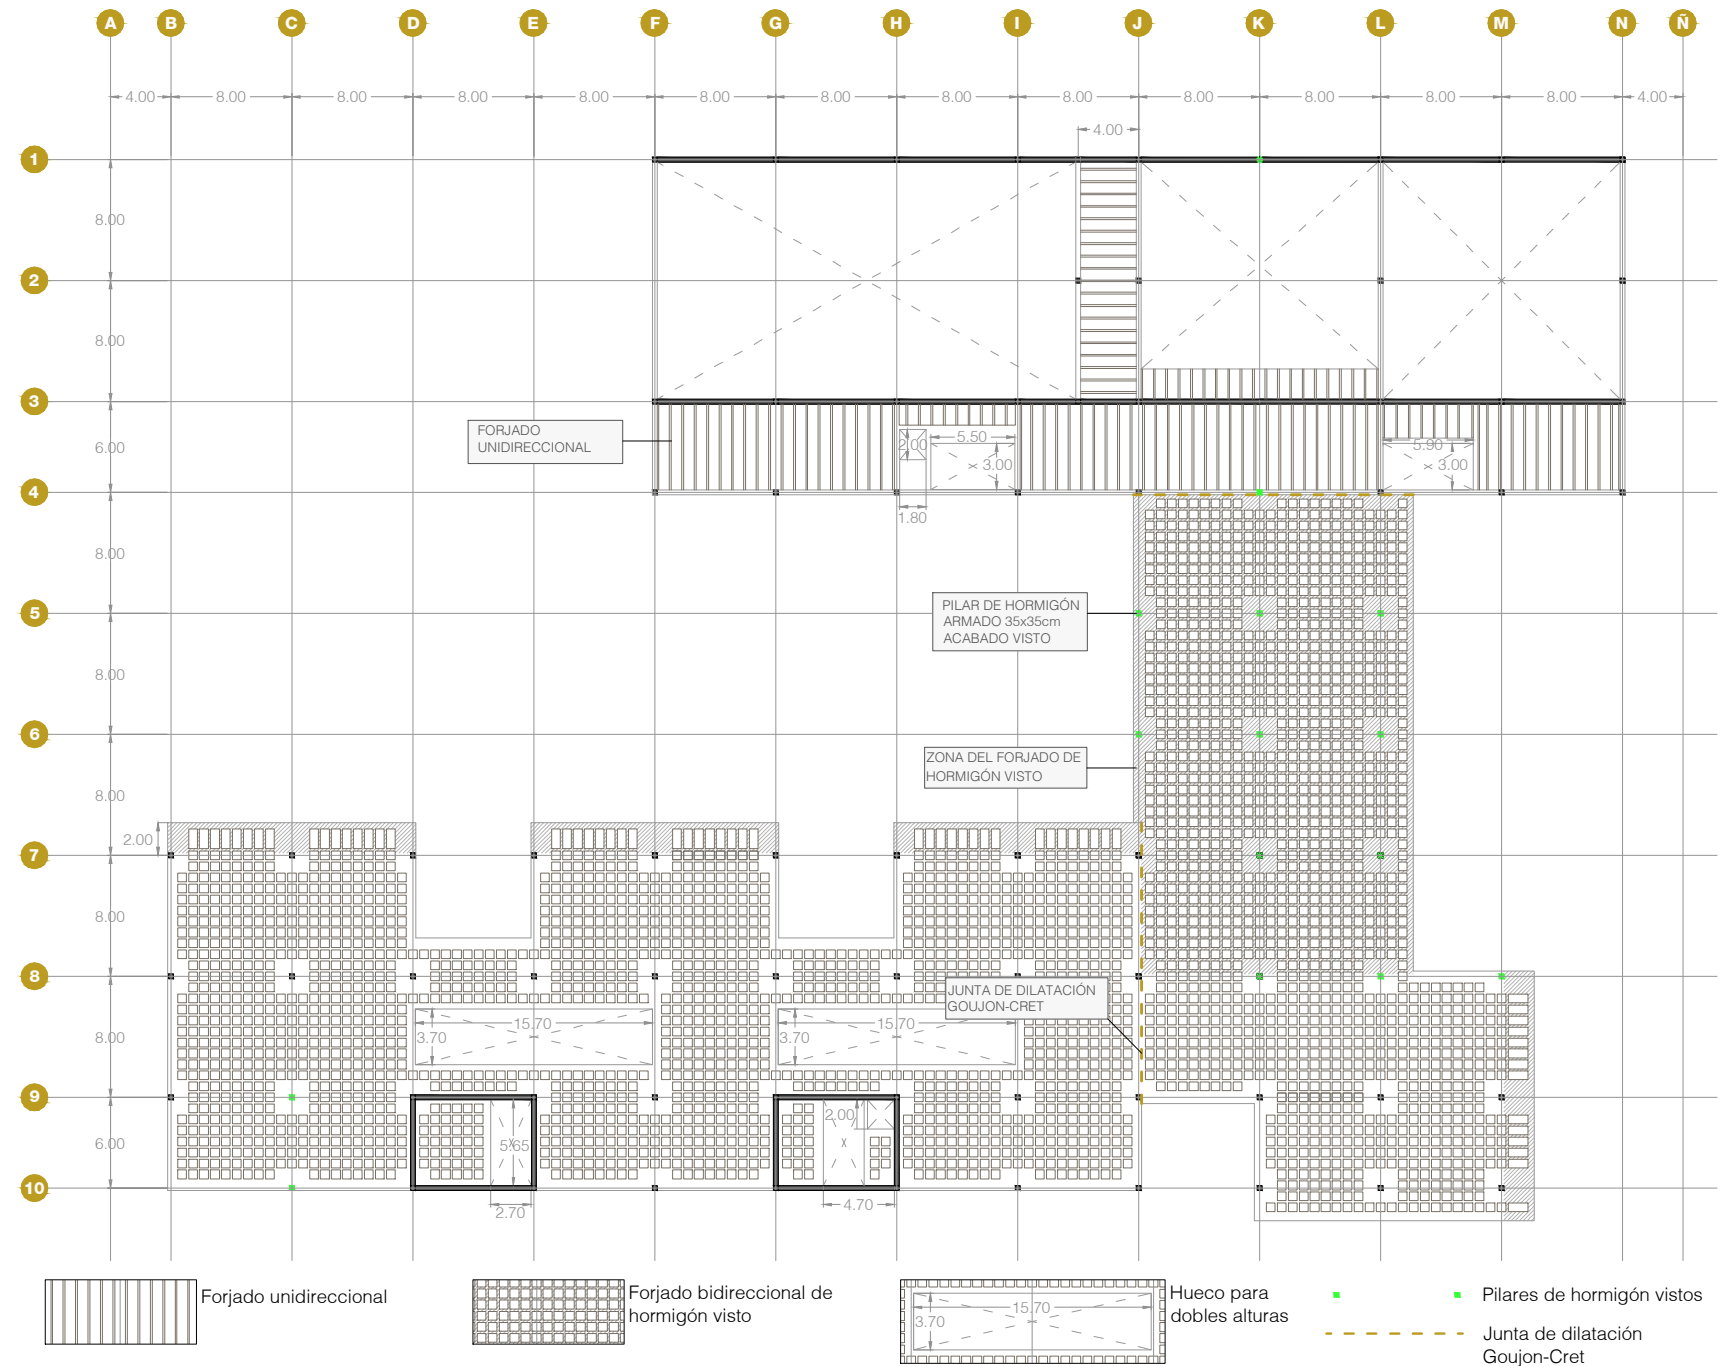 A B C D E F G H I J K L M N Ñ
4.00 8.00 8.00 8.00 8.00 8.00 8.00 8.00 8.00 8.00 8.00 8.00 8.00 4.00
4.00
1
8.00
2
8.00
3
FORJADO
UNIDIRECCIONAL
6.00
2.00 5.50 3.00
5.90 3.00
4
1.80
8.00
PILAR DE HORMIGÓN
ARMADO 35x35cm
ACABADO VISTO
5
8.00
6
ZONA DEL FORJADO DE
HORMIGÓN VISTO
8.00
2.00
7
8.00
8
JUNTA DE DILATACIÓN
GOUJON-CRET
15.70 15.70
8.00 3.70 3.70
9
2.00
6.00 5.65
10
2.70 4.70
Forjado unidireccional
Forjado bidireccional de
hormigón visto
15.70
3.70
Hueco para
dobles alturas
Pilares de hormigón vistos
Junta de dilatación
Goujon-Cret